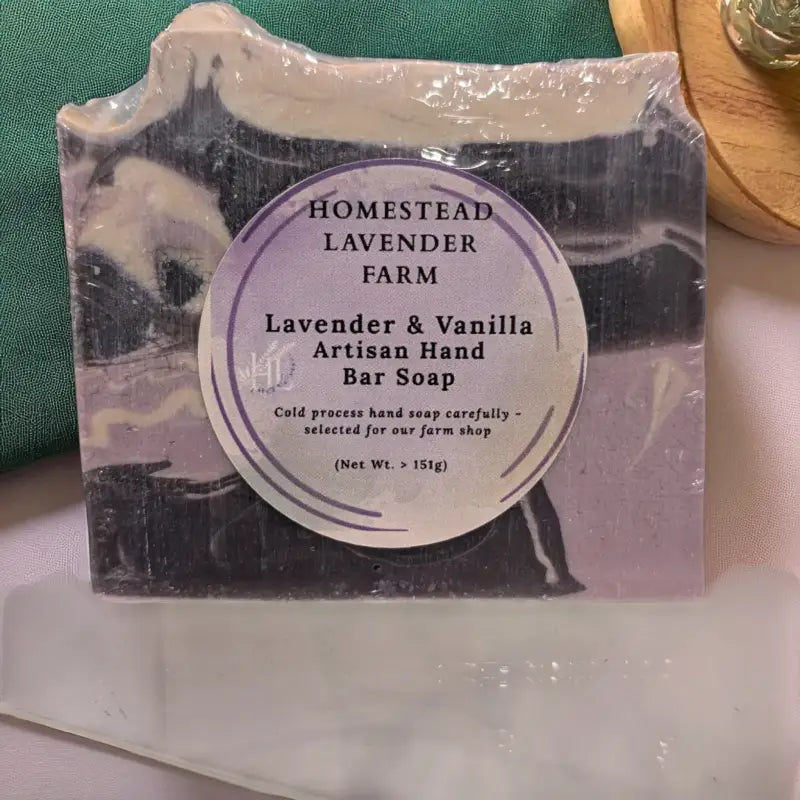 HOMESTEAD
LAVENDER
FARM
Lavender & Vanilla
Artisan Hand
Bar Soap
Cold process hand soap carefully -
selected for our farm shop
(Net Wt. > 151g)